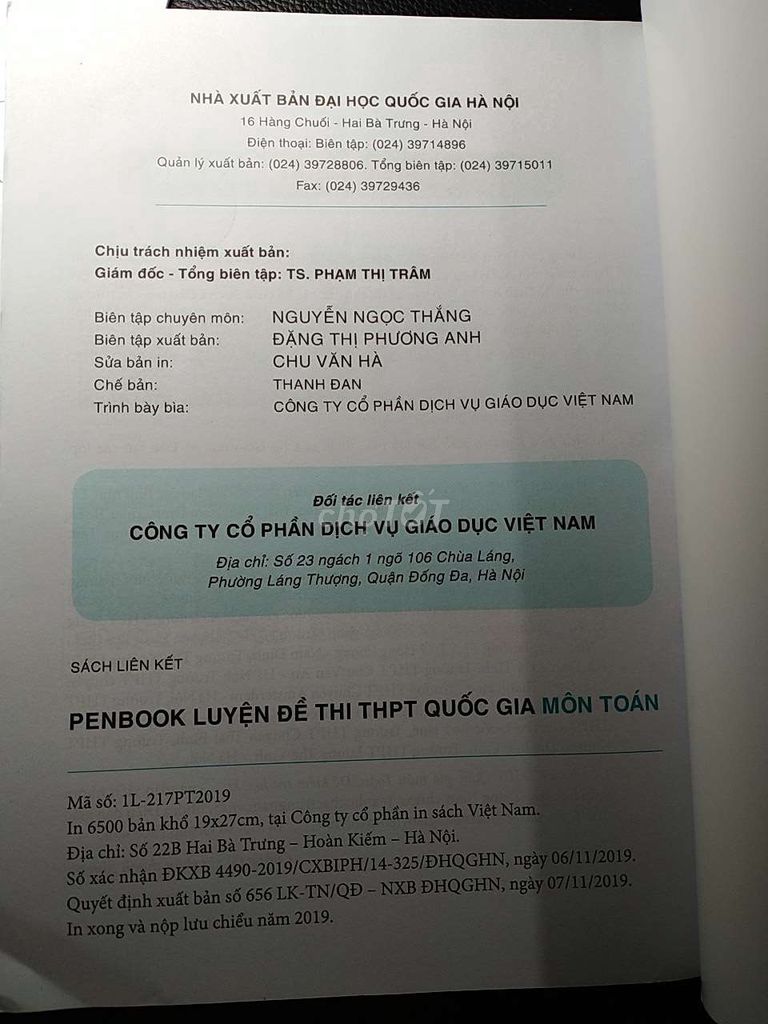 NHÀ XUẤT BẢN ĐẠI HỌC QUỐC GIA HÀ NỘI
16 Hàng Chuối - Hai Bà Trưng - Hà Nội
Điện thoại: Biên tập: (024) 39714896
Quản lý xuất bản: (024) 39728806. Tổng biên tập: (024) 39715011
Fax: (024) 39729436
Chịu trách nhiệm xuất bản:
Giám đốc - Tổng biên tập: TS. PHẠM THỊ TRÂM
Biên tập chuyên môn: NGUYỄN NGỌC THẮNG
Biên tập xuất bản: ĐẶNG THỊ PHƯƠNG ANH
Sửa bản in: CHU VĂN HÀ
Chế bản: THANH ĐAN
Trình bày bìa: CÔNG TY CỔ PHẦN DỊCH VỤ GIÁO DỤC VIỆT NAM
Đối tác liên kết
chợTỐT
CÔNG TY CỔ PHẦN DỊCH VỤ GIÁO DỤC VIỆT NAM
Địa chỉ: Số 23 ngách 1 ngõ 106 Chùa Láng,
Phường Láng Thượng, Quận Đống Đa, Hà Nội
SÁCH LIÊN KẾT
PENBOOK LUYỆN ĐỀ THI THPT QUỐC GIA MÔN TOÁN
Mã số: 1L-217PT2019
In 6500 bản khổ 19x27cm, tại Công ty cổ phần in sách Việt Nam.
Địa chỉ: Số 22B Hai Bà Trưng – Hoàn Kiếm – Hà Nội.
Số xác nhận ĐKXB 4490-2019/CXBIPH/14-325/ĐHQGHN, ngày 06/11/2019.
Quyết định xuất bản số 656 LK-TN/QĐ – NXB ĐHQGHN, ngày 07/11/2019.
In xong và nộp lưu chiểu năm 2019.